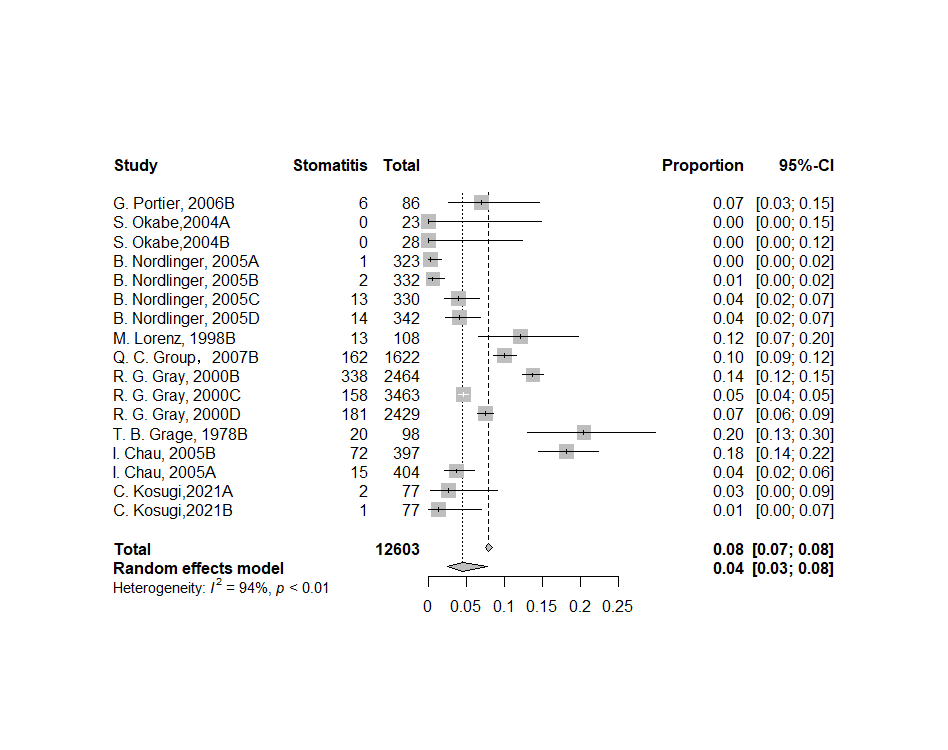 Study Stomatitis Total Proportion 95%-CI
G. Portier, 2006B 6 86 0.07 [0.03; 0.15]
S. Okabe,2004A 0 23 0.00 [0.00; 0.15]
S. Okabe,2004B 0 28 0.00 [0.00; 0.12]
B. Nordlinger, 2005A 1 323 0.00 [0.00; 0.02]
B. Nordlinger, 2005B 2 332 0.01 [0.00; 0.02]
B. Nordlinger, 2005C 13 330 0.04 [0.02; 0.07]
B. Nordlinger, 2005D 14 342 0.04 [0.02; 0.07]
M. Lorenz, 1998B 13 108 0.12 [0.07; 0.20]
Q. C. Group，2007B 162 1622 0.10 [0.09; 0.12]
R. G. Gray, 2000B 338 2464 0.14 [0.12; 0.15]
R. G. Gray, 2000C 158 3463 0.05 [0.04; 0.05]
R. G. Gray, 2000D 181 2429 0.07 [0.06; 0.09]
T. B. Grage, 1978B 20 98 0.20 [0.13; 0.30]
I. Chau, 2005B 72 397 0.18 [0.14; 0.22]
I. Chau, 2005A 15 404 0.04 [0.02; 0.06]
C. Kosugi,2021A 2 77 0.03 [0.00; 0.09]
C. Kosugi,2021B 1 77 0.01 [0.00; 0.07]
Total 12603 0.08 [0.07; 0.08]
Random effects model 0.04 [0.03; 0.08]
Heterogeneity: I² = 94%, p < 0.01
0 0.05 0.1 0.15 0.2 0.25